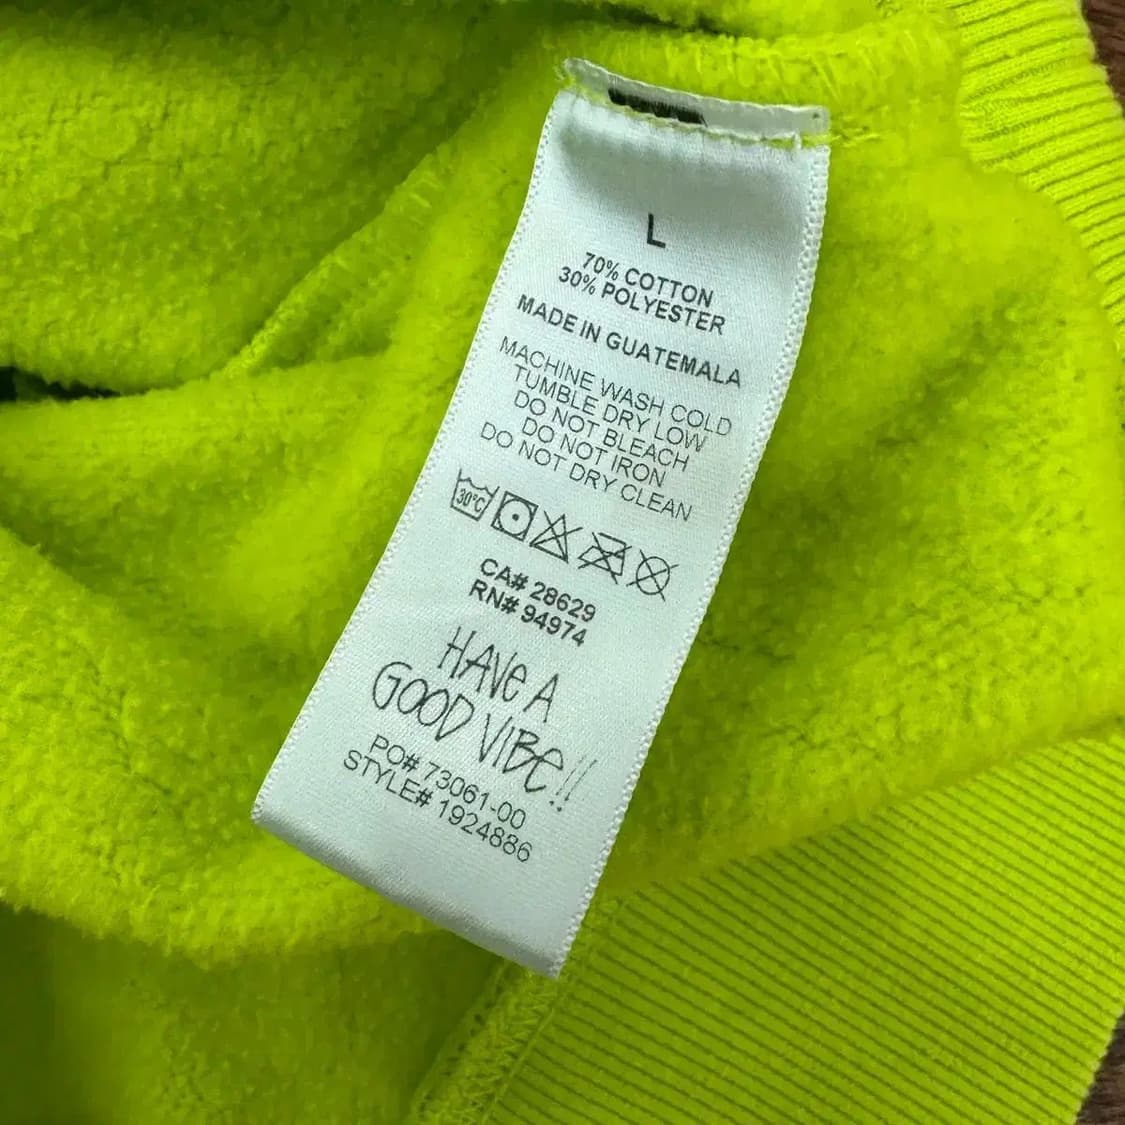 L
70% COTTON
30% POLYESTER
MADE IN GUATEMALA
MACHINE WASH COLD
TUMBLE DRY LOW
DO NOT BLEACH
DO NOT IRON
DO NOT DRY CLEAN
30°C
CA# 28629
RN# 94974
HAVE A
GOOD VIBE!!
PO# 73061-00
STYLE# 1924886